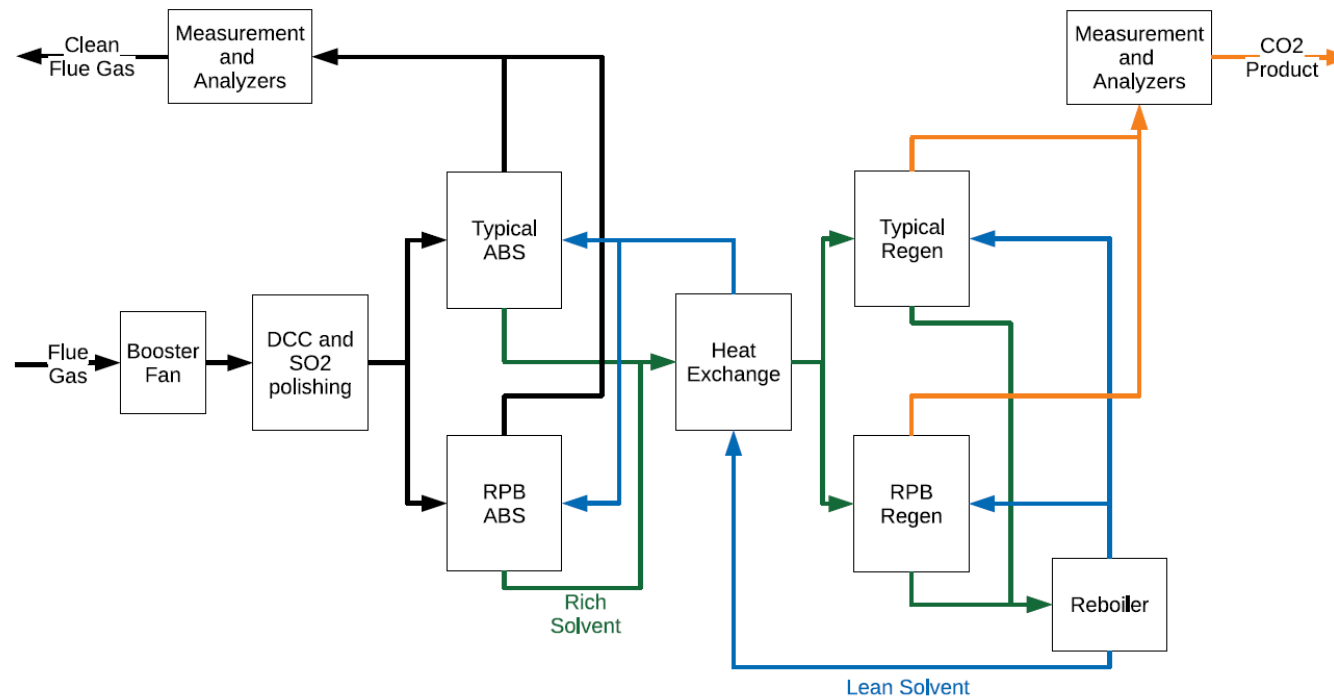 Clean
Flue Gas
Measurement
and
Analyzers
Measurement
and
Analyzers
CO2
Product
Typical
ABS
Typical
Regen
Flue
Gas
Booster
Fan
DCC and
SO2
polishing
Heat
Exchange
RPB
ABS
RPB
Regen
Rich
Solvent
Reboiler
Lean Solvent